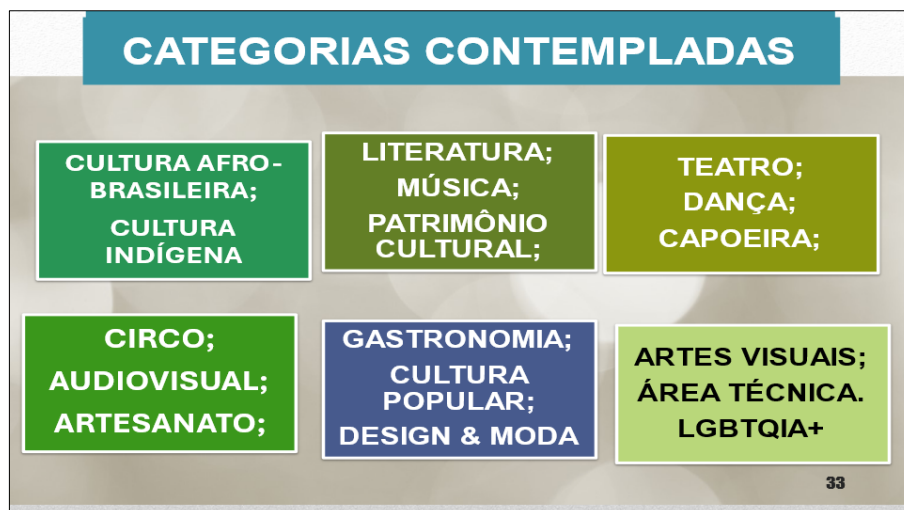 CATEGORIAS CONTEMPLADAS
CULTURA AFRO-
BRASILEIRA;
CULTURA
INDÍGENA
LITERATURA;
MÚSICA;
PATRIMÔNIO
CULTURAL;
TEATRO;
DANÇA;
CAPOEIRA;
CIRCO;
AUDIOVISUAL;
ARTESANATO;
GASTRONOMIA;
CULTURA
POPULAR;
DESIGN & MODA
ARTES VISUAIS;
ÁREA TÉCNICA.
LGBTQIA+
33